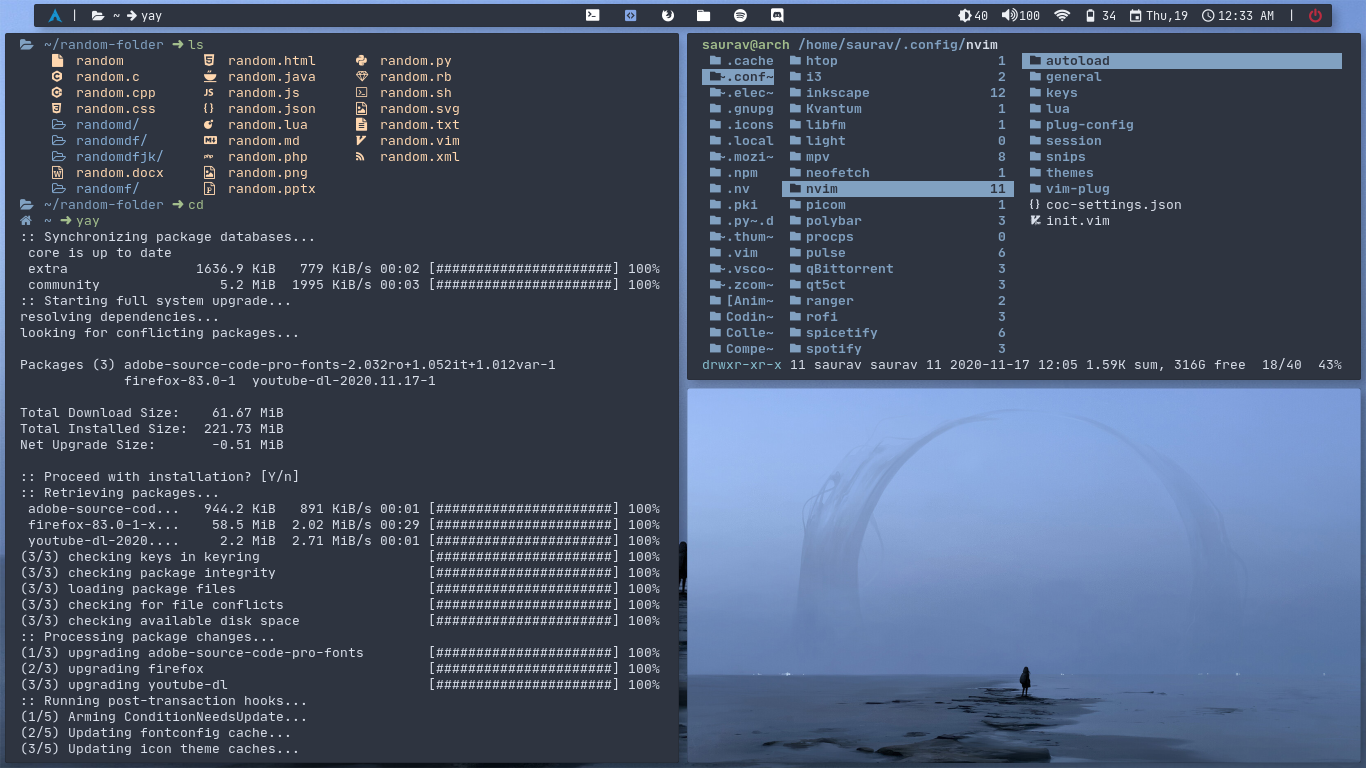 | ~ → yay
40 100 34 Thu,19 12:33 AM |
~/random-folder → ls
random random.html random.py
random.c random.java random.rb
random.cpp random.js random.sh
random.css random.json random.svg
randomd/ random.lua random.txt
randomdf/ random.md random.vim
randomdfjk/ random.php random.xml
random.docx random.png
randomf/ random.pptx
~/random-folder → cd
~ → yay
:: Synchronizing package databases...
core is up to date
extra 1636.9 KiB 779 KiB/s 00:02 [######################] 100%
community 5.2 MiB 1995 KiB/s 00:03 [######################] 100%
:: Starting full system upgrade...
resolving dependencies...
looking for conflicting packages...
Packages (3) adobe-source-code-pro-fonts-2.032ro+1.052it+1.012var-1
firefox-83.0-1 youtube-dl-2020.11.17-1
Total Download Size: 61.67 MiB
Total Installed Size: 221.73 MiB
Net Upgrade Size: -0.51 MiB
:: Proceed with installation? [Y/n]
:: Retrieving packages...
adobe-source-cod... 944.2 KiB 891 KiB/s 00:01 [######################] 100%
firefox-83.0-1-x... 58.5 MiB 2.02 MiB/s 00:29 [######################] 100%
youtube-dl-2020.... 2.2 MiB 2.71 MiB/s 00:01 [######################] 100%
(3/3) checking keys in keyring [######################] 100%
(3/3) checking package integrity [######################] 100%
(3/3) loading package files [######################] 100%
(3/3) checking for file conflicts [######################] 100%
(3/3) checking available disk space [######################] 100%
:: Processing package changes...
(1/3) upgrading adobe-source-code-pro-fonts [######################] 100%
(2/3) upgrading firefox [######################] 100%
(3/3) upgrading youtube-dl [######################] 100%
:: Running post-transaction hooks...
(1/5) Arming ConditionNeedsUpdate...
(2/5) Updating fontconfig cache...
(3/5) Updating icon theme caches...
saurav@arch /home/saurav/.config/nvim
.cache htop 1 autoload
~.conf~ i3 2 general
~.elec~ inkscape 12 keys
.gnupg Kvantum 1 lua
.icons libfm 1 plug-config
.local light 0 session
~.mozi~ mpv 8 snips
.npm neofetch 1 themes
.nv nvim 11 vim-plug
.pki picom 1 coc-settings.json
.py~.d polybar 3 init.vim
~.thum~ procps 0
.vim pulse 6
~.vsco~ qBittorrent 3
~.zcom~ qt5ct 3
[Anim~ ranger 2
Codin~ rofi 3
Colle~ spicetify 6
Compe~ spotify 3
drwxr-xr-x 11 saurav saurav 11 2020-11-17 12:05 1.59K sum, 316G free 18/40 43%